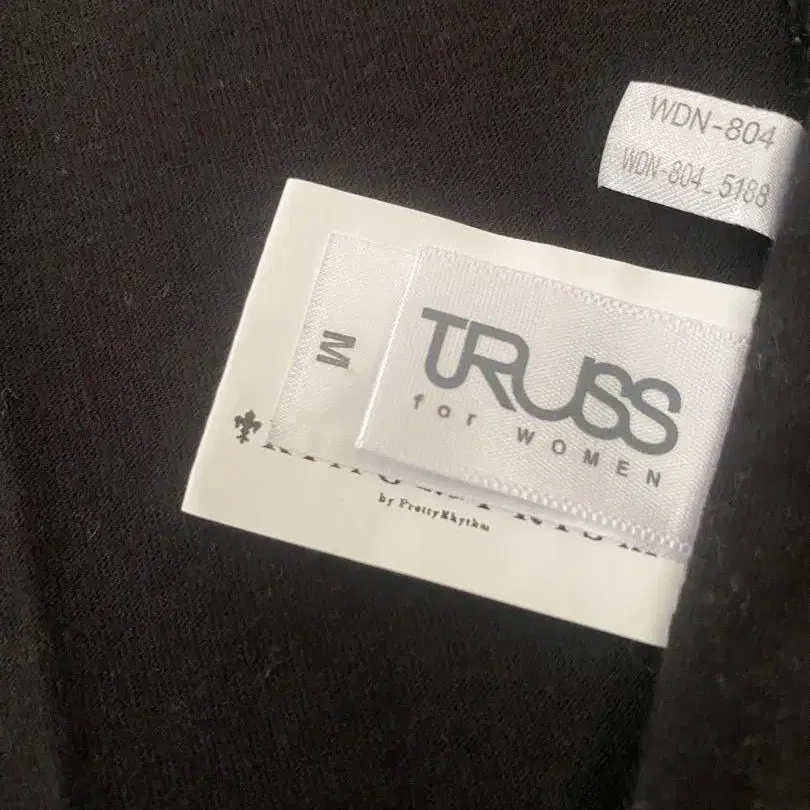 WDN-804
WDN-804_5188
M
TRUSS
for WOMEN
by PrettyRhythm